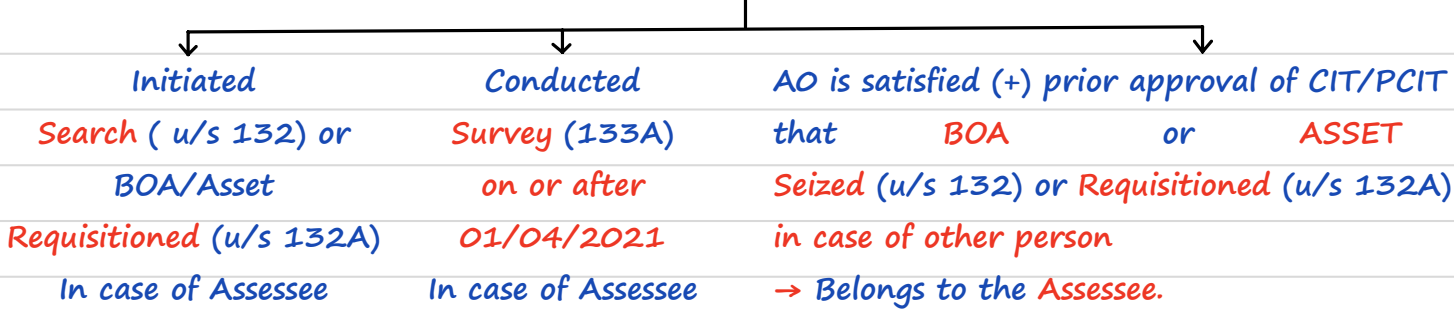 Initiated
Search ( u/s 132) or
BOA/Asset
Requisitioned (u/s 132A)
In case of Assessee
Conducted
Survey (133A)
on or after
01/04/2021
In case of Assessee
AO is satisfied (+) prior approval of CIT/PCIT
that BOA or ASSET
Seized (u/s 132) or Requisitioned (u/s 132A)
in case of other person
→ Belongs to the Assessee.